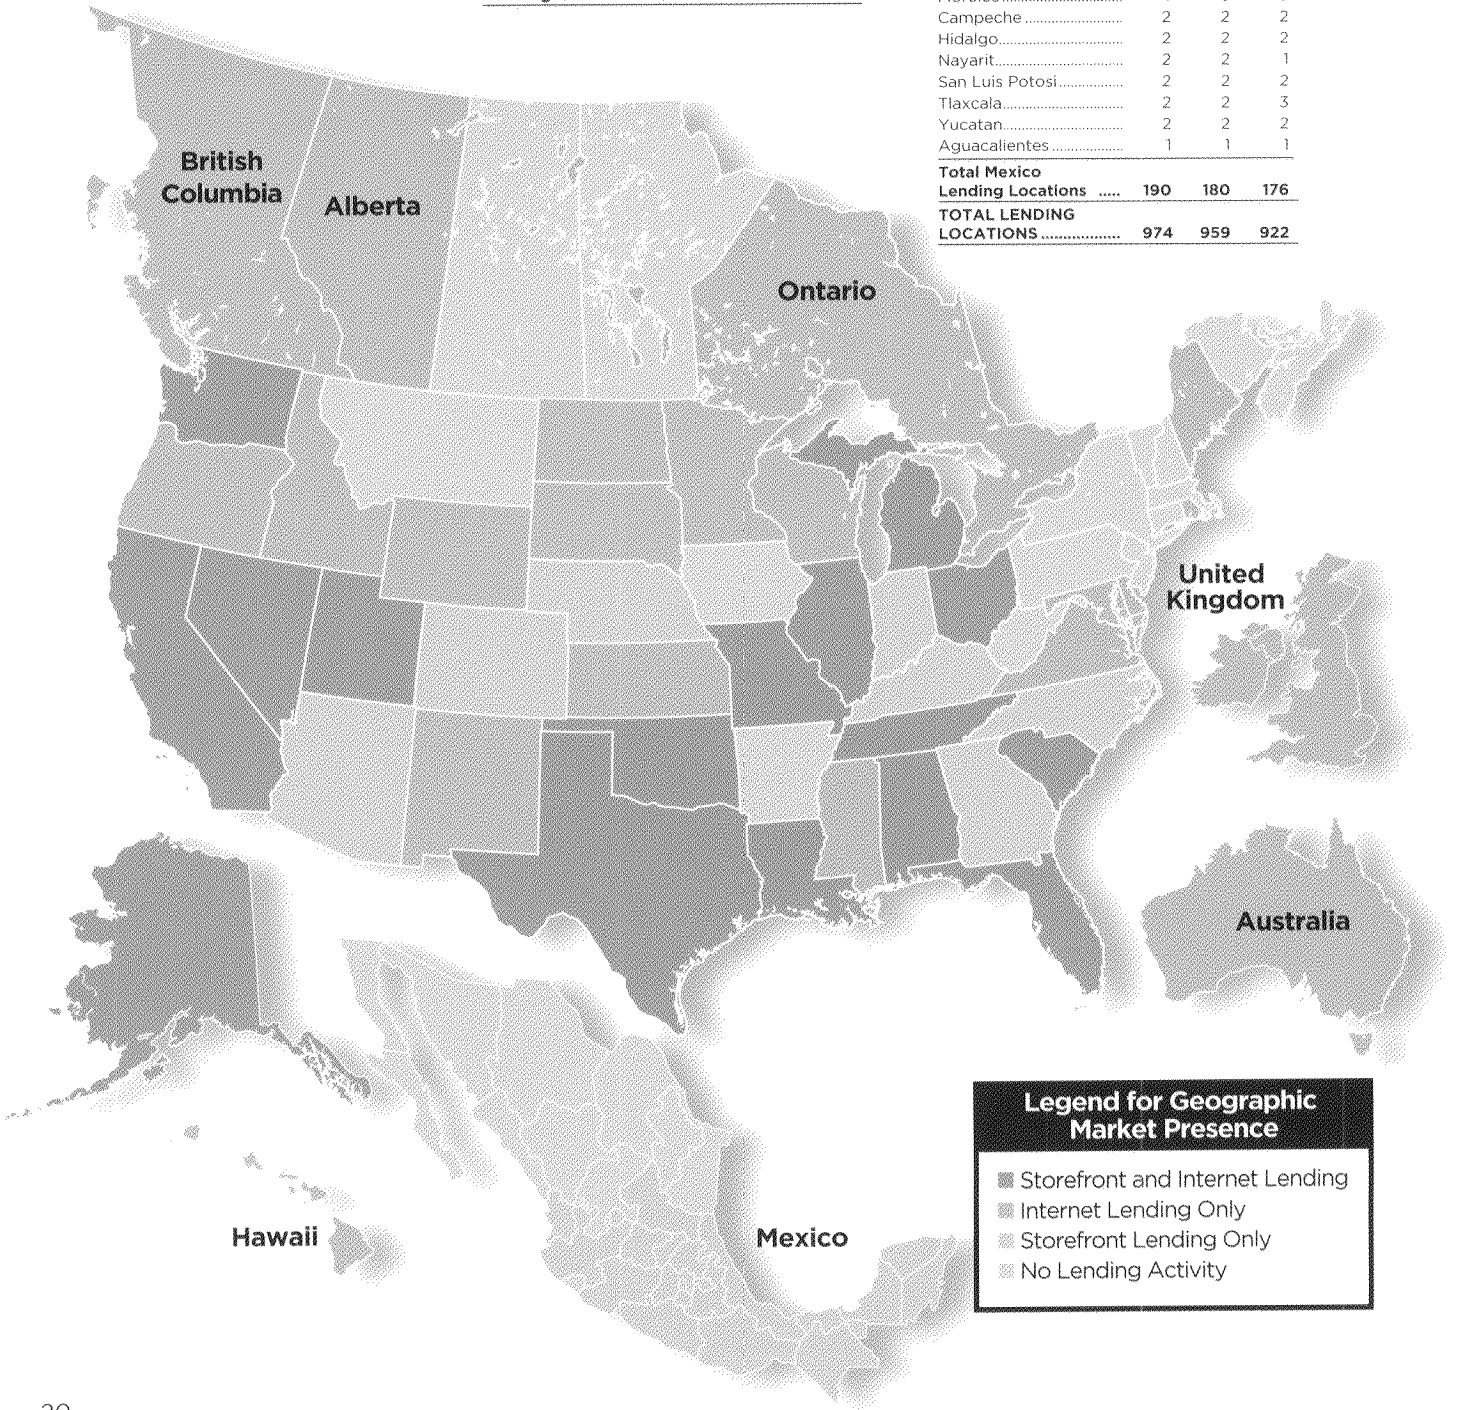 Campeche 2 2 2
Hidalgo 2 2 2
Nayarit 2 2 1
San Luis Potosi 2 2 2
Tlaxcala 2 2 3
Yucatan 2 2 2
Aguacalientes 1 1 1
Total Mexico
Lending Locations ..... 190 180 176
TOTAL LENDING
LOCATIONS 974 959 922
British
Columbia
Alberta
Ontario
United
Kingdom
Australia
Hawaii
Mexico
Legend for Geographic
Market Presence
Storefront and Internet Lending
Internet Lending Only
Storefront Lending Only
No Lending Activity